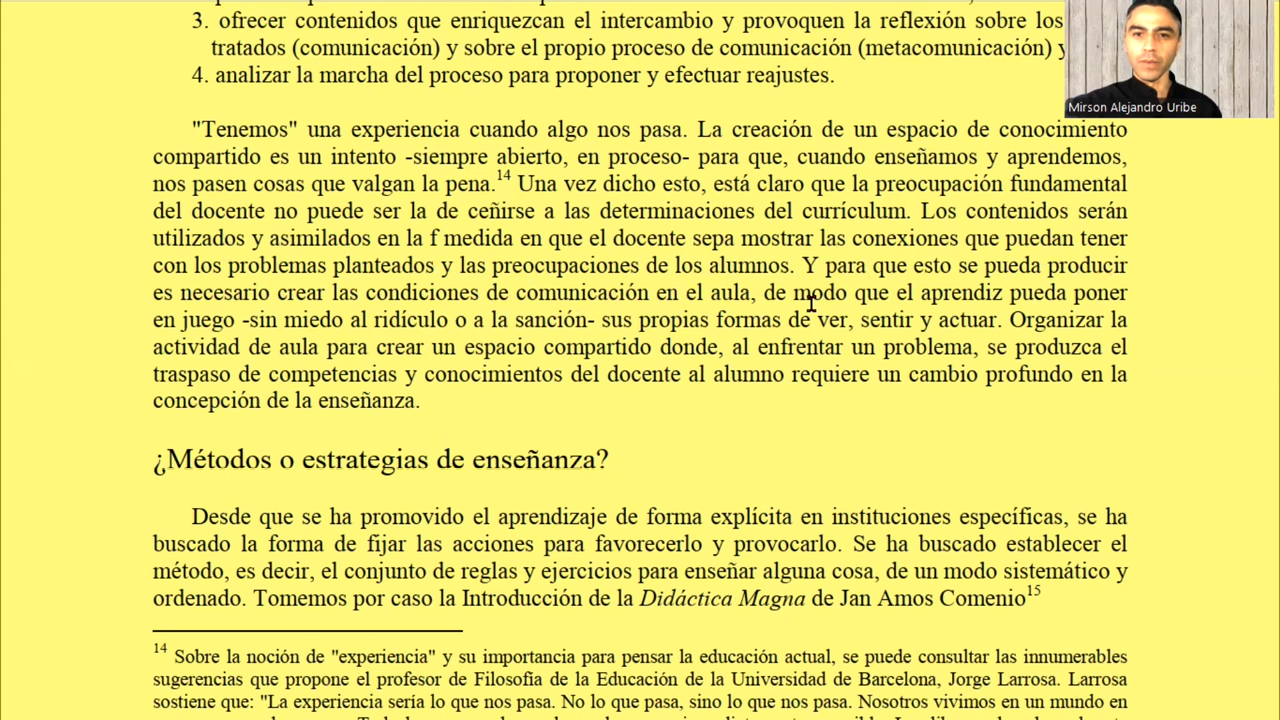 3. ofrecer contenidos que enriquezcan el intercambio y provoquen la reflexión sobre los
tratados (comunicación) y sobre el propio proceso de comunicación (metacomunicación) y
4. analizar la marcha del proceso para proponer y efectuar reajustes.
Mirson Alejandro Uribe
"Tenemos" una experiencia cuando algo nos pasa. La creación de un espacio de conocimiento
compartido es un intento -siempre abierto, en proceso- para que, cuando enseñamos y aprendemos,
nos pasen cosas que valgan la pena.14 Una vez dicho esto, está claro que la preocupación fundamental
del docente no puede ser la de ceñirse a las determinaciones del currículum. Los contenidos serán
utilizados y asimilados en la f medida en que el docente sepa mostrar las conexiones que puedan tener
con los problemas planteados y las preocupaciones de los alumnos. Y para que esto se pueda producir
es necesario crear las condiciones de comunicación en el aula, de modo que el aprendiz pueda poner
en juego -sin miedo al ridículo o a la sanción- sus propias formas de ver, sentir y actuar. Organizar la
actividad de aula para crear un espacio compartido donde, al enfrentar un problema, se produzca el
traspaso de competencias y conocimientos del docente al alumno requiere un cambio profundo en la
concepción de la enseñanza.
¿Métodos o estrategias de enseñanza?
Desde que se ha promovido el aprendizaje de forma explícita en instituciones específicas, se ha
buscado la forma de fijar las acciones para favorecerlo y provocarlo. Se ha buscado establecer el
método, es decir, el conjunto de reglas y ejercicios para enseñar alguna cosa, de un modo sistemático y
ordenado. Tomemos por caso la Introducción de la Didáctica Magna de Jan Amos Comenio15
14 Sobre la noción de "experiencia" y su importancia para pensar la educación actual, se puede consultar las innumerables
sugerencias que propone el profesor de Filosofía de la Educación de la Universidad de Barcelona, Jorge Larrosa. Larrosa
sostiene que: "La experiencia sería lo que nos pasa. No lo que pasa, sino lo que nos pasa. Nosotros vivimos en un mundo en